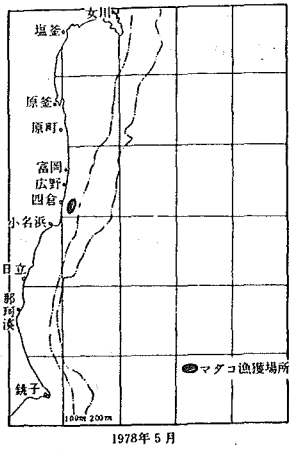 女川
塩釜
原釜
原町
富岡
広野
四倉
小名浜
日立
那珂湊
銚子
100m 200m
マダコ漁獲場所
1978年5月